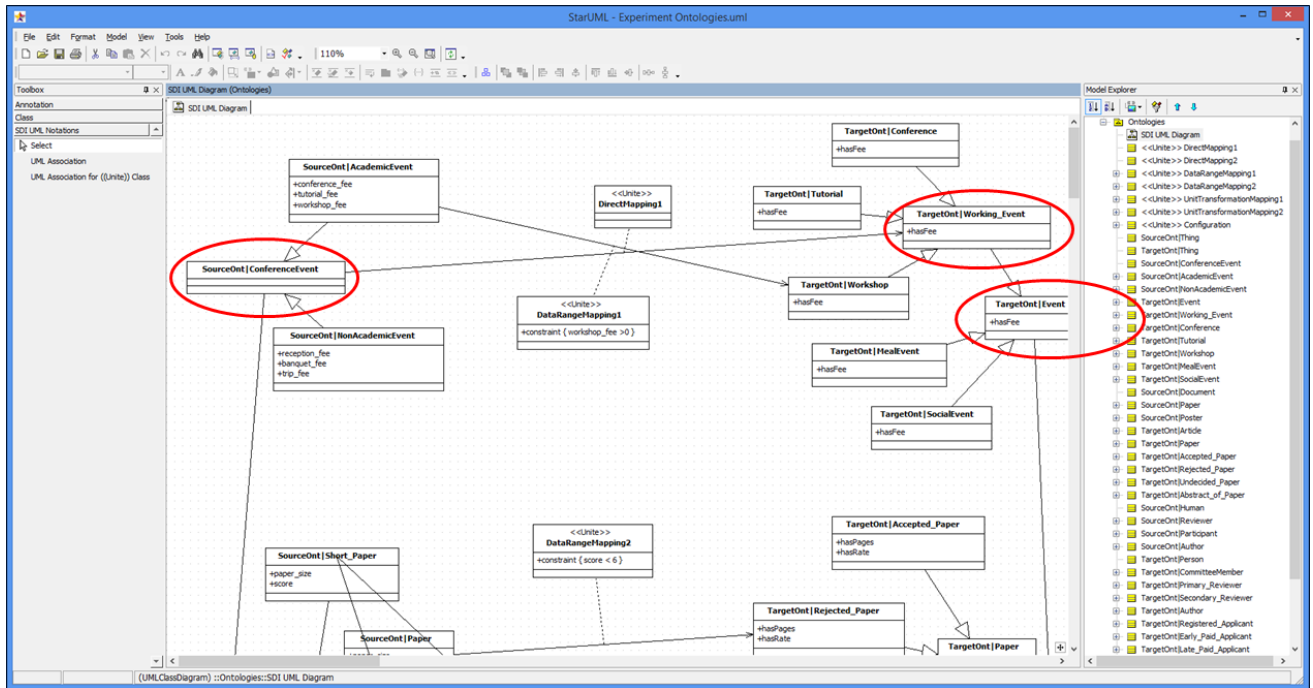 StarUML - Experiment Ontologies.uml
File Edit Format Model View Tools Help
110%
Toolbox
Annotation
Class
SDI UML Notations
Select
UML Association
UML Association for ((Unite)) Class
SDI UML Diagram (Ontologies)
SDI UML Diagram
TargetOnt|Conference
+hasFee
SourceOnt|AcademicEvent
+conference_fee
+tutorial_fee
+workshop_fee
<<Unite>>
DirectMapping1
TargetOnt|Tutorial
+hasFee
TargetOnt|Working_Event
+hasFee
SourceOnt|ConferenceEvent
TargetOnt|Workshop
+hasFee
<<Unite>>
DataRangeMapping1
+constraint { workshop_fee >0 }
TargetOnt|Event
+hasFee
SourceOnt|NonAcademicEvent
+reception_fee
+banquet_fee
+trip_fee
TargetOnt|MealEvent
+hasFee
TargetOnt|SocialEvent
+hasFee
<<Unite>>
DataRangeMapping2
+constraint { score < 6 }
TargetOnt|Accepted_Paper
+hasPages
+hasRate
SourceOnt|Short_Paper
+paper_size
+score
TargetOnt|Rejected_Paper
+hasPages
+hasRate
SourceOnt|Paper
TargetOnt|Paper
Model Explorer
Ontologies
SDI UML Diagram
<<Unite>> DirectMapping1
<<Unite>> DirectMapping2
<<Unite>> DataRangeMapping1
<<Unite>> DataRangeMapping2
<<Unite>> UnitTransformationMapping1
<<Unite>> UnitTransformationMapping2
<<Unite>> Configuration
SourceOnt|Thing
TargetOnt|Thing
SourceOnt|ConferenceEvent
SourceOnt|AcademicEvent
SourceOnt|NonAcademicEvent
TargetOnt|Event
TargetOnt|Working_Event
TargetOnt|Conference
TargetOnt|Tutorial
TargetOnt|Workshop
TargetOnt|MealEvent
TargetOnt|SocialEvent
SourceOnt|Document
SourceOnt|Paper
SourceOnt|Poster
TargetOnt|Article
TargetOnt|Paper
TargetOnt|Accepted_Paper
TargetOnt|Rejected_Paper
TargetOnt|Undecided_Paper
TargetOnt|Abstract_of_Paper
SourceOnt|Human
SourceOnt|Reviewer
SourceOnt|Participant
SourceOnt|Author
TargetOnt|Person
TargetOnt|CommitteeMember
TargetOnt|Primary_Reviewer
TargetOnt|Secondary_Reviewer
TargetOnt|Author
TargetOnt|Registered_Applicant
TargetOnt|Early_Paid_Applicant
TargetOnt|Late_Paid_Applicant
(UMLClassDiagram) ::Ontologies::SDI UML Diagram